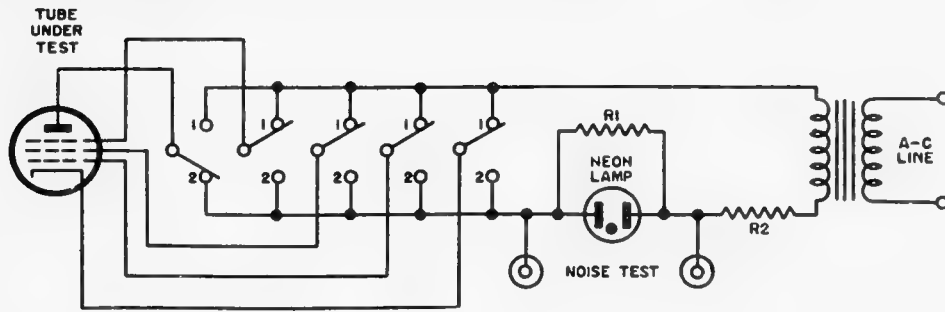 TUBE
UNDER
TEST
1 1 1 1 1
2 2 2 2 2
R1
NEON
LAMP
R2
A-C
LINE
NOISE TEST